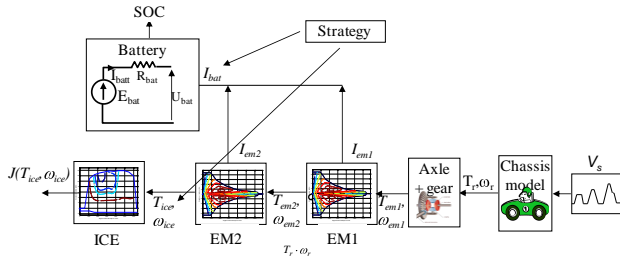 SOC
Strategy
Battery
I_batt
R_bat
E_bat
U_bat
I_bat
I_em2
I_em1
J(T_ice, ω_ice)
T_ice,
ω_ice
T_em2,
ω_em2
T_em1,
ω_em1
Axle
+ gear
T_r,ω_r
Chassis
model
V_s
ICE
EM2
EM1
T_r · ω_r